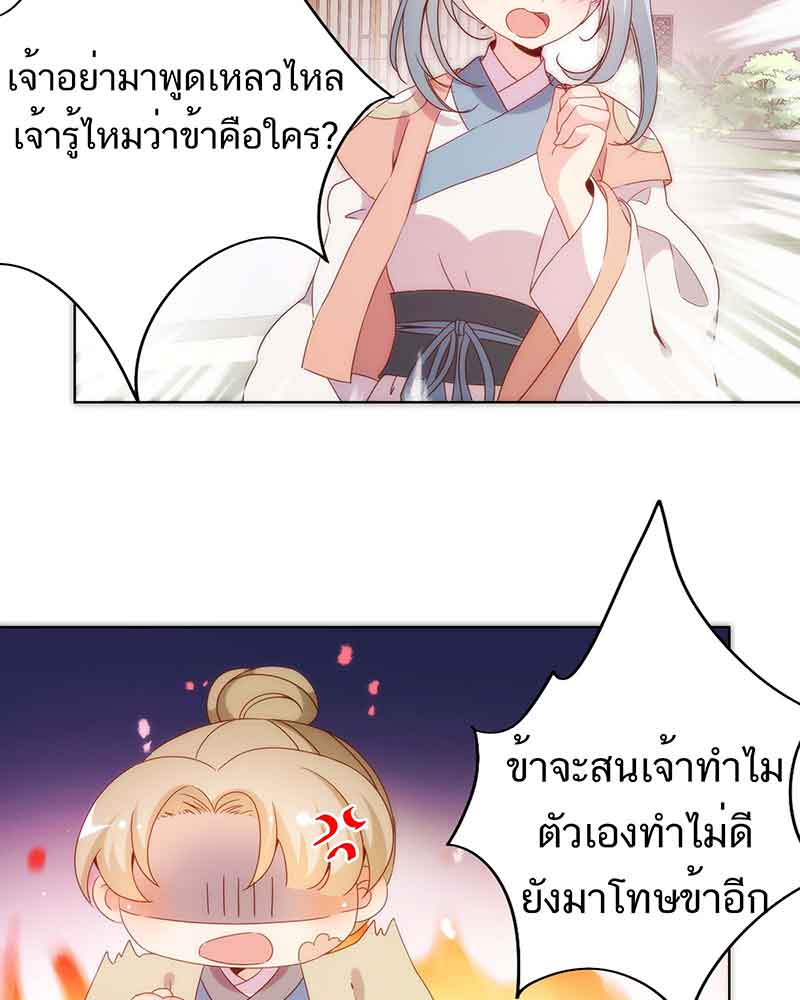 เจ้าอย่ามาพูดเหลวไหล
เจ้ารู้ไหมว่าข้าคือใคร?
ข้าจะสนเจ้าทำไม
ตัวเองทำไม่ดี
ยังมาโทษข้าอีก